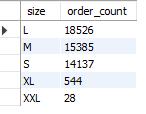 size order_count
L 18526
M 15385
S 14137
XL 544
XXL 28